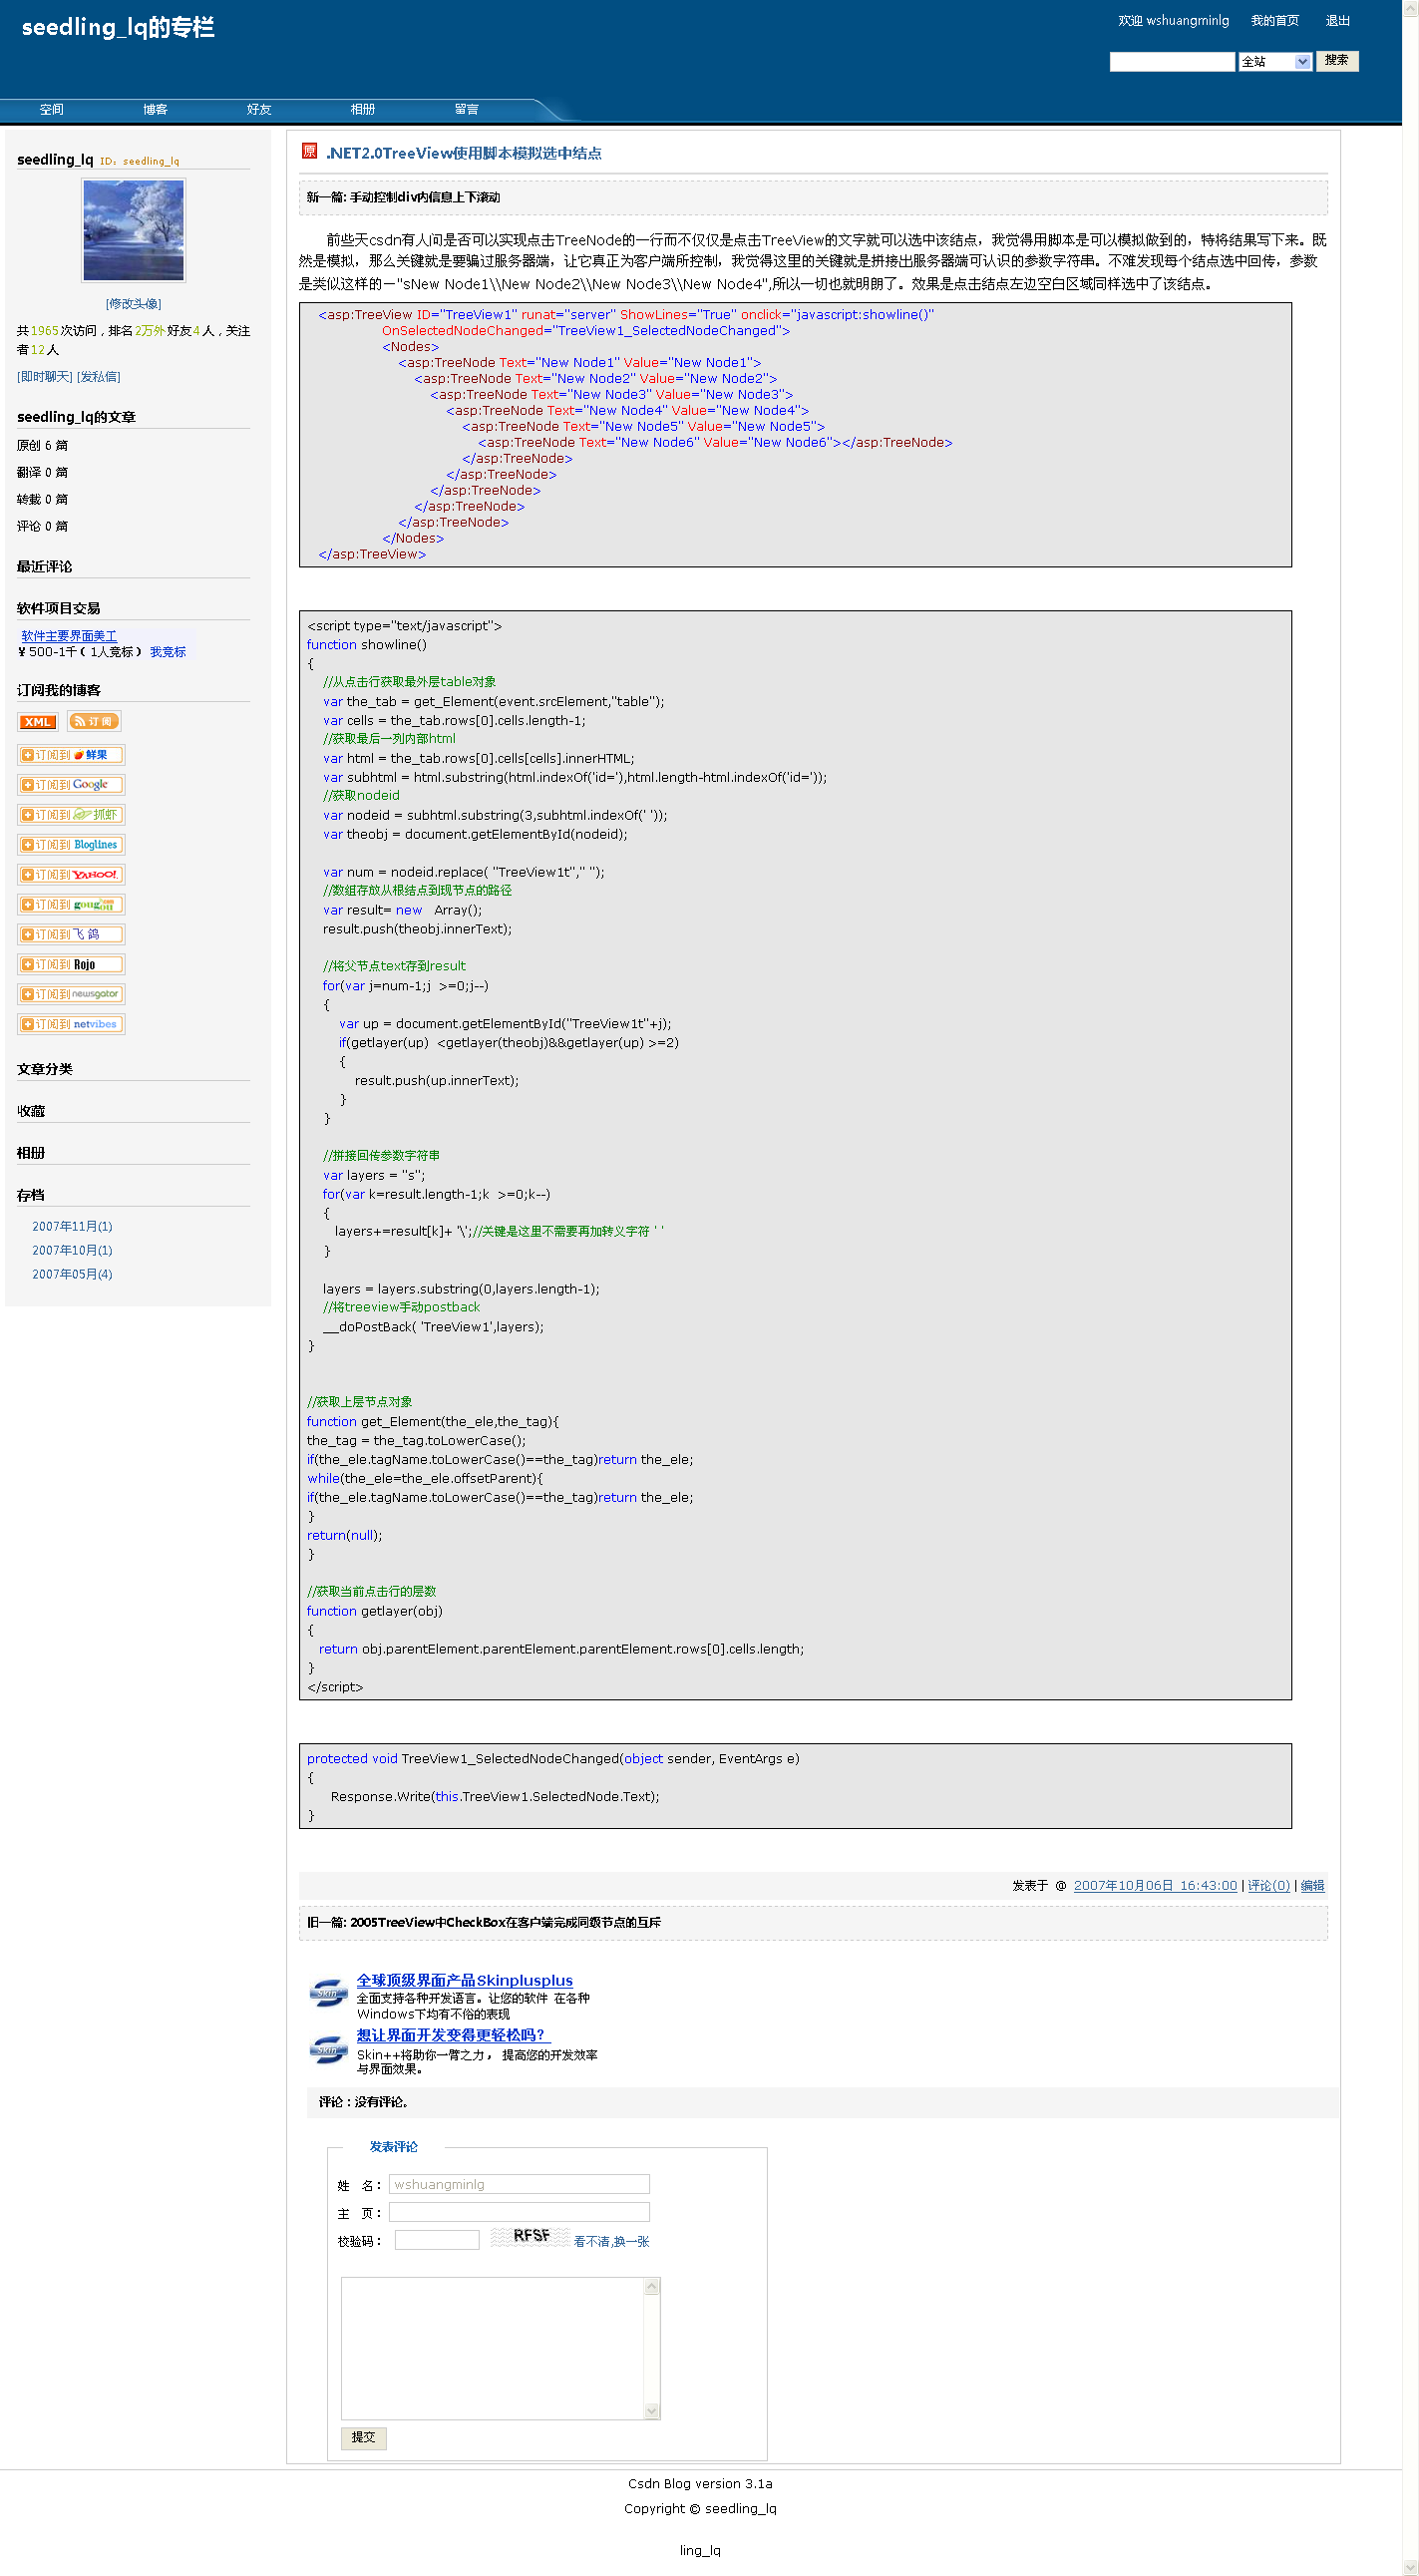 seedling_lq的专栏
欢迎 wshuangminlg 我的首页 退出
全站 搜索
空间 博客 好友 相册 留言
seedling_lq ID：seedling_lq
[修改头像]
共1965次访问，排名2万外好友4人，关注
者12人
[即时聊天] [发私信]
seedling_lq的文章
原创 6 篇
翻译 0 篇
转载 0 篇
评论 0 篇
最近评论
软件项目交易
软件主要界面美工
¥ 500-1千（ 1人竞标） 我竞标
订阅我的博客
XML 订阅
订阅到 鲜果
订阅到 Google
订阅到 抓虾
订阅到 Bloglines
订阅到 YAHOO!
订阅到 gougou
订阅到 飞鸽
订阅到 Rojo
订阅到 newsgator
订阅到 netvibes
文章分类
收藏
相册
存档
2007年11月(1)
2007年10月(1)
2007年05月(4)
原 .NET2.0TreeView使用脚本模拟选中结点
新一篇: 手动控制div内信息上下滚动
前些天csdn有人问是否可以实现点击TreeNode的一行而不仅仅是点击TreeView的文字就可以选中该结点，我觉得用脚本是可以模拟做到的，特将结果写下来。既
然是模拟，那么关键就是要骗过服务器端，让它真正为客户端所控制，我觉得这里的关键就是拼接出服务器端可认识的参数字符串。不难发现每个结点选中回传，参数
是类似这样的－"sNew Node1\\New Node2\\New Node3\\New Node4",所以一切也就明朗了。效果是点击结点左边空白区域同样选中了该结点。
<asp:TreeView ID="TreeView1" runat="server" ShowLines="True" onclick="javascript:showline()"
OnSelectedNodeChanged="TreeView1_SelectedNodeChanged">
<Nodes>
<asp:TreeNode Text="New Node1" Value="New Node1">
<asp:TreeNode Text="New Node2" Value="New Node2">
<asp:TreeNode Text="New Node3" Value="New Node3">
<asp:TreeNode Text="New Node4" Value="New Node4">
<asp:TreeNode Text="New Node5" Value="New Node5">
<asp:TreeNode Text="New Node6" Value="New Node6"></asp:TreeNode>
</asp:TreeNode>
</asp:TreeNode>
</asp:TreeNode>
</asp:TreeNode>
</asp:TreeNode>
</Nodes>
</asp:TreeView>
<script type="text/javascript">
function showline()
{
//从点击行获取最外层table对象
var the_tab = get_Element(event.srcElement,"table");
var cells = the_tab.rows[0].cells.length-1;
//获取最后一列内部html
var html = the_tab.rows[0].cells[cells].innerHTML;
var subhtml = html.substring(html.indexOf('id='),html.length-html.indexOf('id='));
//获取nodeid
var nodeid = subhtml.substring(3,subhtml.indexOf(' '));
var theobj = document.getElementById(nodeid);
var num = nodeid.replace( "TreeView1t"," ");
//数组存放从根结点到现节点的路径
var result= new Array();
result.push(theobj.innerText);
//将父节点text存到result
for(var j=num-1;j >=0;j--)
{
var up = document.getElementById("TreeView1t"+j);
if(getlayer(up) <getlayer(theobj)&&getlayer(up) >=2)
{
result.push(up.innerText);
}
}
//拼接回传参数字符串
var layers = "s";
for(var k=result.length-1;k >=0;k--)
{
layers+=result[k]+ '\';//关键是这里不需要再加转义字符 ' '
}
layers = layers.substring(0,layers.length-1);
//将treeview手动postback
__doPostBack( 'TreeView1',layers);
}
//获取上层节点对象
function get_Element(the_ele,the_tag){
the_tag = the_tag.toLowerCase();
if(the_ele.tagName.toLowerCase()==the_tag)return the_ele;
while(the_ele=the_ele.offsetParent){
if(the_ele.tagName.toLowerCase()==the_tag)return the_ele;
}
return(null);
}
//获取当前点击行的层数
function getlayer(obj)
{
return obj.parentElement.parentElement.parentElement.rows[0].cells.length;
}
</script>
protected void TreeView1_SelectedNodeChanged(object sender, EventArgs e)
{
Response.Write(this.TreeView1.SelectedNode.Text);
}
发表于 @ 2007年10月06日 16:43:00 | 评论(0) | 编辑
旧一篇: 2005TreeView中CheckBox在客户端完成同级节点的互斥
Skin 全球顶级界面产品Skinplusplus
全面支持各种开发语言。让您的软件 在各种
Windows下均有不俗的表现
Skin 想让界面开发变得更轻松吗?
Skin++将助你一臂之力， 提高您的开发效率
与界面效果。
评论：没有评论。
发表评论
姓 名： wshuangminlg
主 页：
校验码： RFSF 看不清,换一张
提交
Csdn Blog version 3.1a
Copyright © seedling_lq
ling_lq